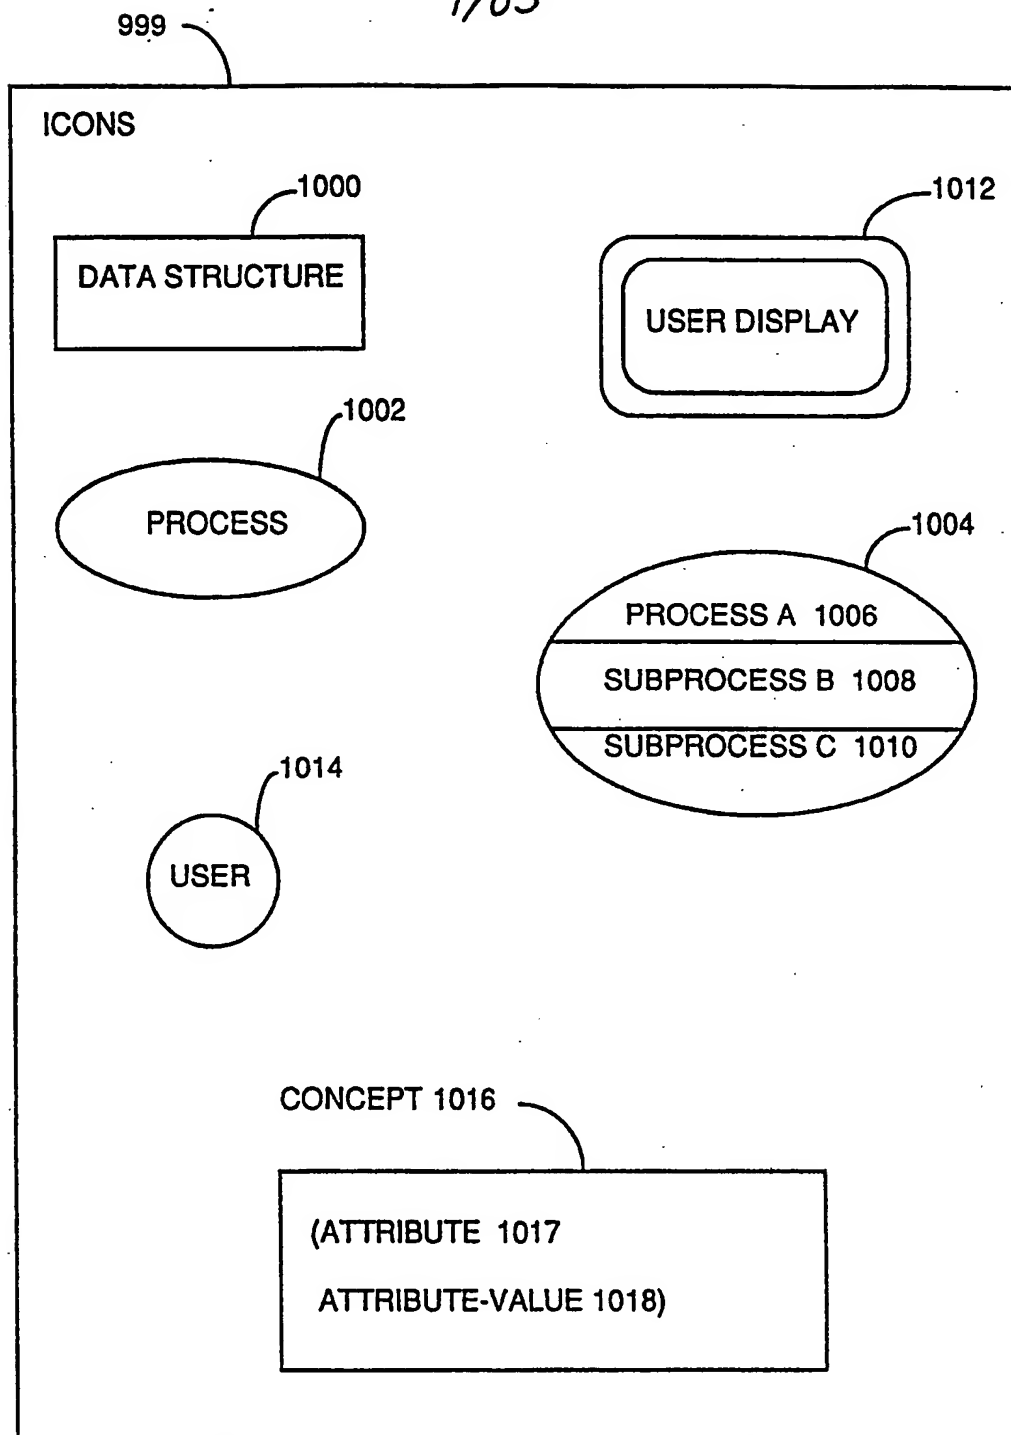 999
ICONS
1000
DATA STRUCTURE
1012
USER DISPLAY
1002
PROCESS
1004
PROCESS A 1006
SUBPROCESS B 1008
SUBPROCESS C 1010
1014
USER
CONCEPT 1016
(ATTRIBUTE 1017
ATTRIBUTE-VALUE 1018)